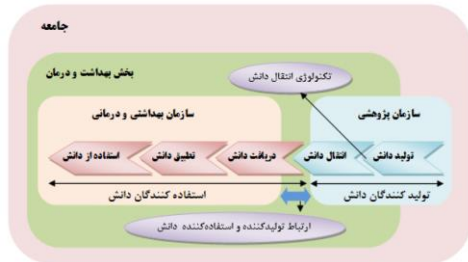 جامعه
بخش بهداشت و درمان
تکنولوژی انتقال دانش
سازمان پژوهشی
سازمان بهداشتی و درمانی
تولید دانش
انتقال دانش
دریافت دانش
تطبیق دانش
استفاده از دانش
تولید کنندگان دانش
استفاده کنندگان دانش
ارتباط تولیدکننده و استفاده‌کننده دانش